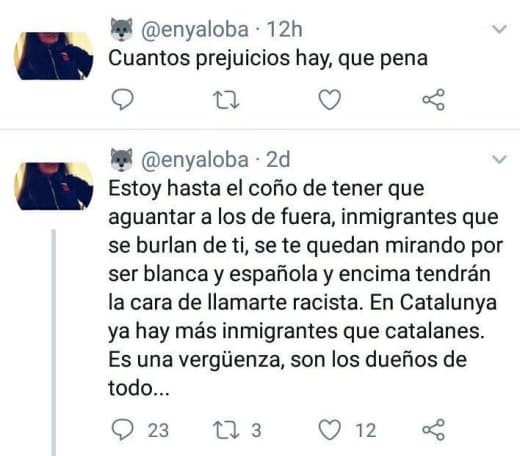 🐺 @enyaloba · 12h
Cuantos prejuicios hay, que pena
🐺 @enyaloba · 2d
Estoy hasta el coño de tener que
aguantar a los de fuera, inmigrantes que
se burlan de ti, se te quedan mirando por
ser blanca y española y encima tendrán
la cara de llamarte racista. En Catalunya
ya hay más inmigrantes que catalanes.
Es una vergüenza, son los dueños de
todo...
23 3 12